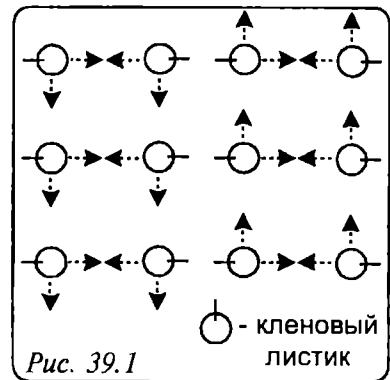 - кленовый
листик
Рис. 39.1